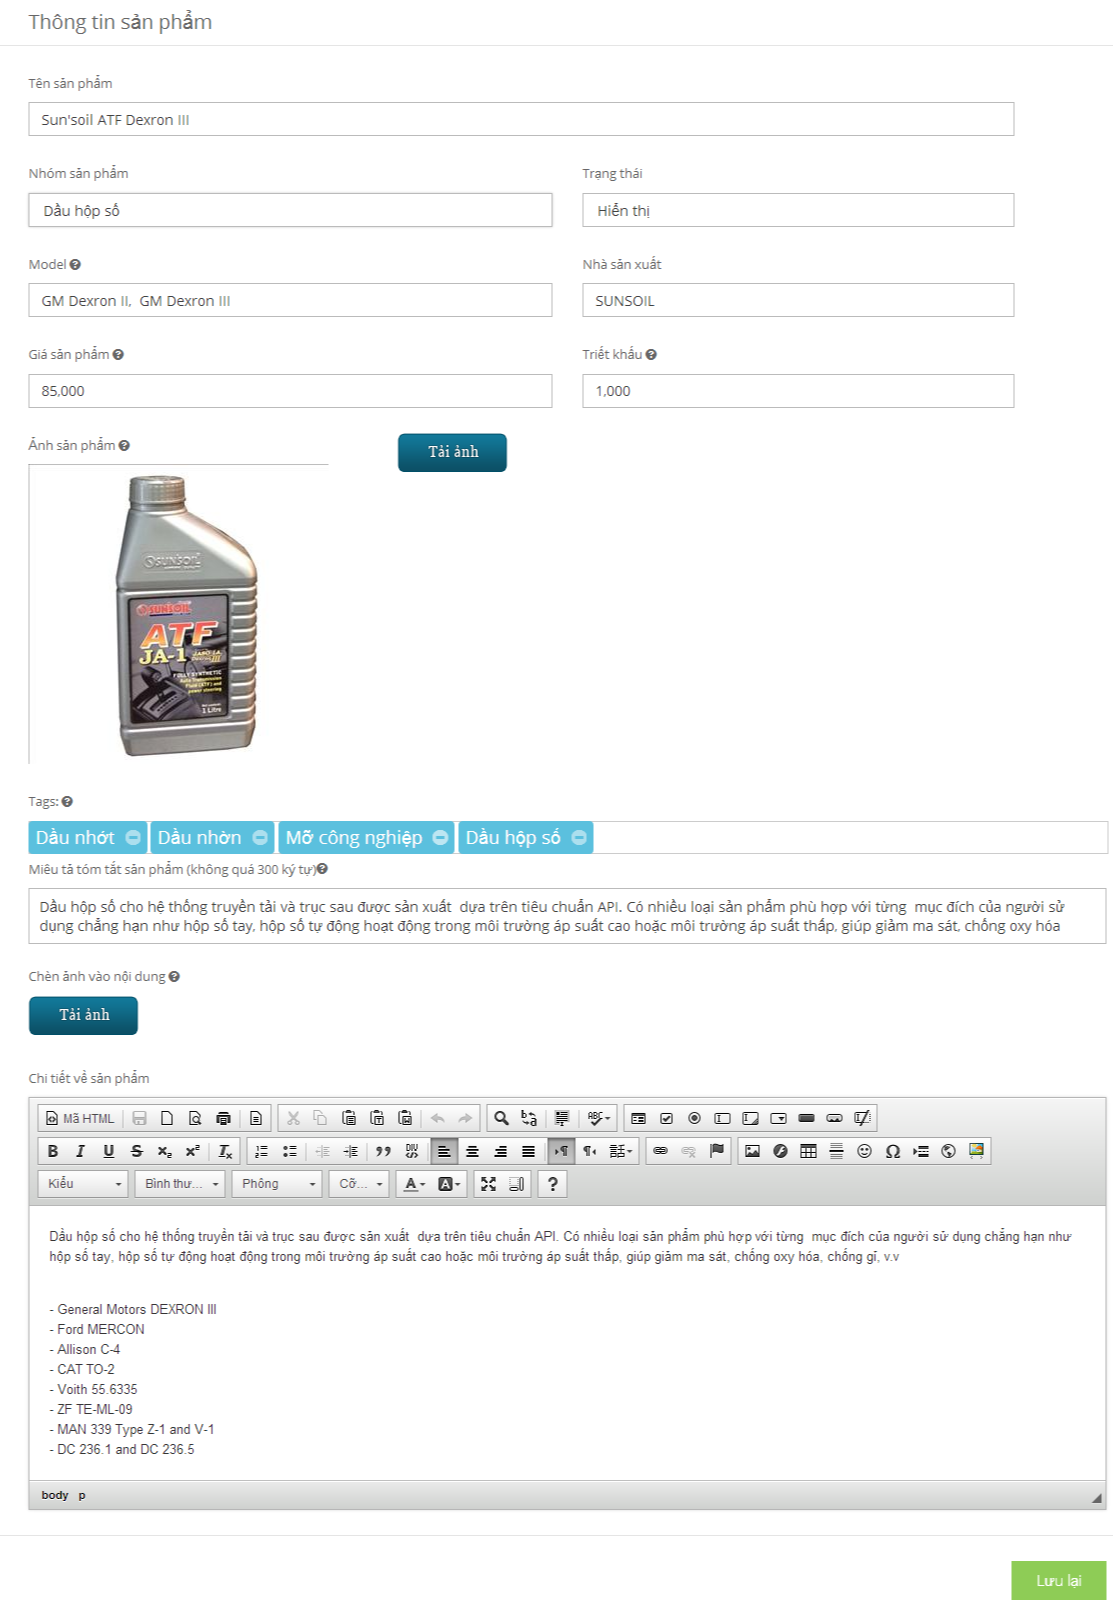 Thông tin sản phẩm
Tên sản phẩm
Sun'soil ATF Dexron III
Nhóm sản phẩm
Trạng thái
Dầu hộp số
Hiển thị
Model
Nhà sản xuất
GM Dexron II,  GM Dexron III
SUNSOIL
Giá sản phẩm
Triết khấu
85,000
1,000
Ảnh sản phẩm
Tải ảnh
SUNSOIL
SUNSOIL
ATF
JA-1
FULLY SYNTHETIC
Auto Transmission
Fluid (ATF) and
power steering
1 Litre
Tags:
Dầu nhớt
Dầu nhờn
Mỡ công nghiệp
Dầu hộp số
Miêu tả tóm tắt sản phẩm (không quá 300 ký tự)
Dầu hộp số cho hệ thống truyền tải và trục sau được sản xuất  dựa trên tiêu chuẩn API. Có nhiều loại sản phẩm phù hợp với từng  mục đích của người sử
dụng chẳng hạn như hộp số tay, hộp số tự động hoạt động trong môi trường áp suất cao hoặc môi trường áp suất thấp, giúp giảm ma sát, chống oxy hóa
Chèn ảnh vào nội dung
Tải ảnh
Chi tiết về sản phẩm
Mã HTML
Kiểu
Bình thư...
Phông
Cỡ...
Dầu hộp số cho hệ thống truyền tải và trục sau được sản xuất  dựa trên tiêu chuẩn API. Có nhiều loại sản phẩm phù hợp với từng  mục đích của người sử dụng chẳng hạn như
hộp số tay, hộp số tự động hoạt động trong môi trường áp suất cao hoặc môi trường áp suất thấp, giúp giảm ma sát, chống oxy hóa, chống gỉ, v.v
- General Motors DEXRON III
- Ford MERCON
- Allison C-4
- CAT TO-2
- Voith 55.6335
- ZF TE-ML-09
- MAN 339 Type Z-1 and V-1
- DC 236.1 and DC 236.5
body p
Lưu lại